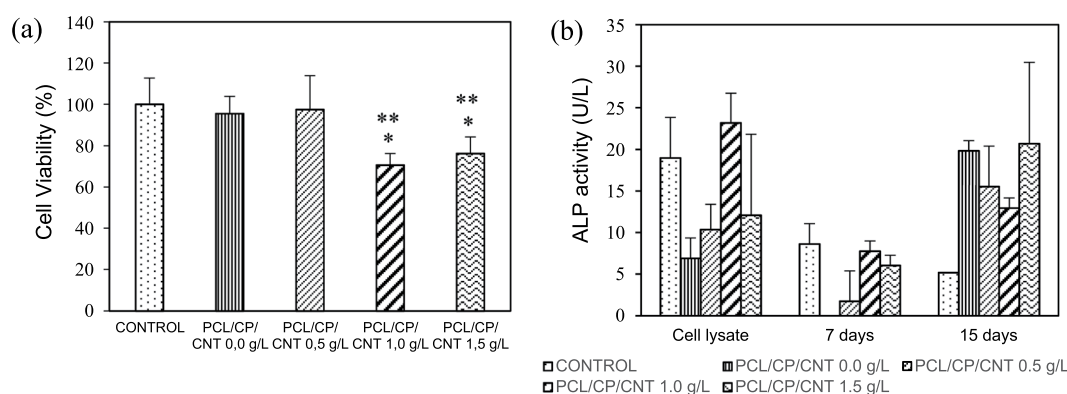 (a)
Cell Viability (%)
140
120
100
80
60
40
20
0
**
*
**
*
CONTROL
PCL/CP/
CNT 0,0 g/L
PCL/CP/
CNT 0,5 g/L
PCL/CP/
CNT 1,0 g/L
PCL/CP/
CNT 1,5 g/L
(b)
ALP activity (U/L)
35
30
25
20
15
10
5
0
Cell lysate
7 days
15 days
CONTROL
PCL/CP/CNT 0.0 g/L
PCL/CP/CNT 0.5 g/L
PCL/CP/CNT 1.0 g/L
PCL/CP/CNT 1.5 g/L